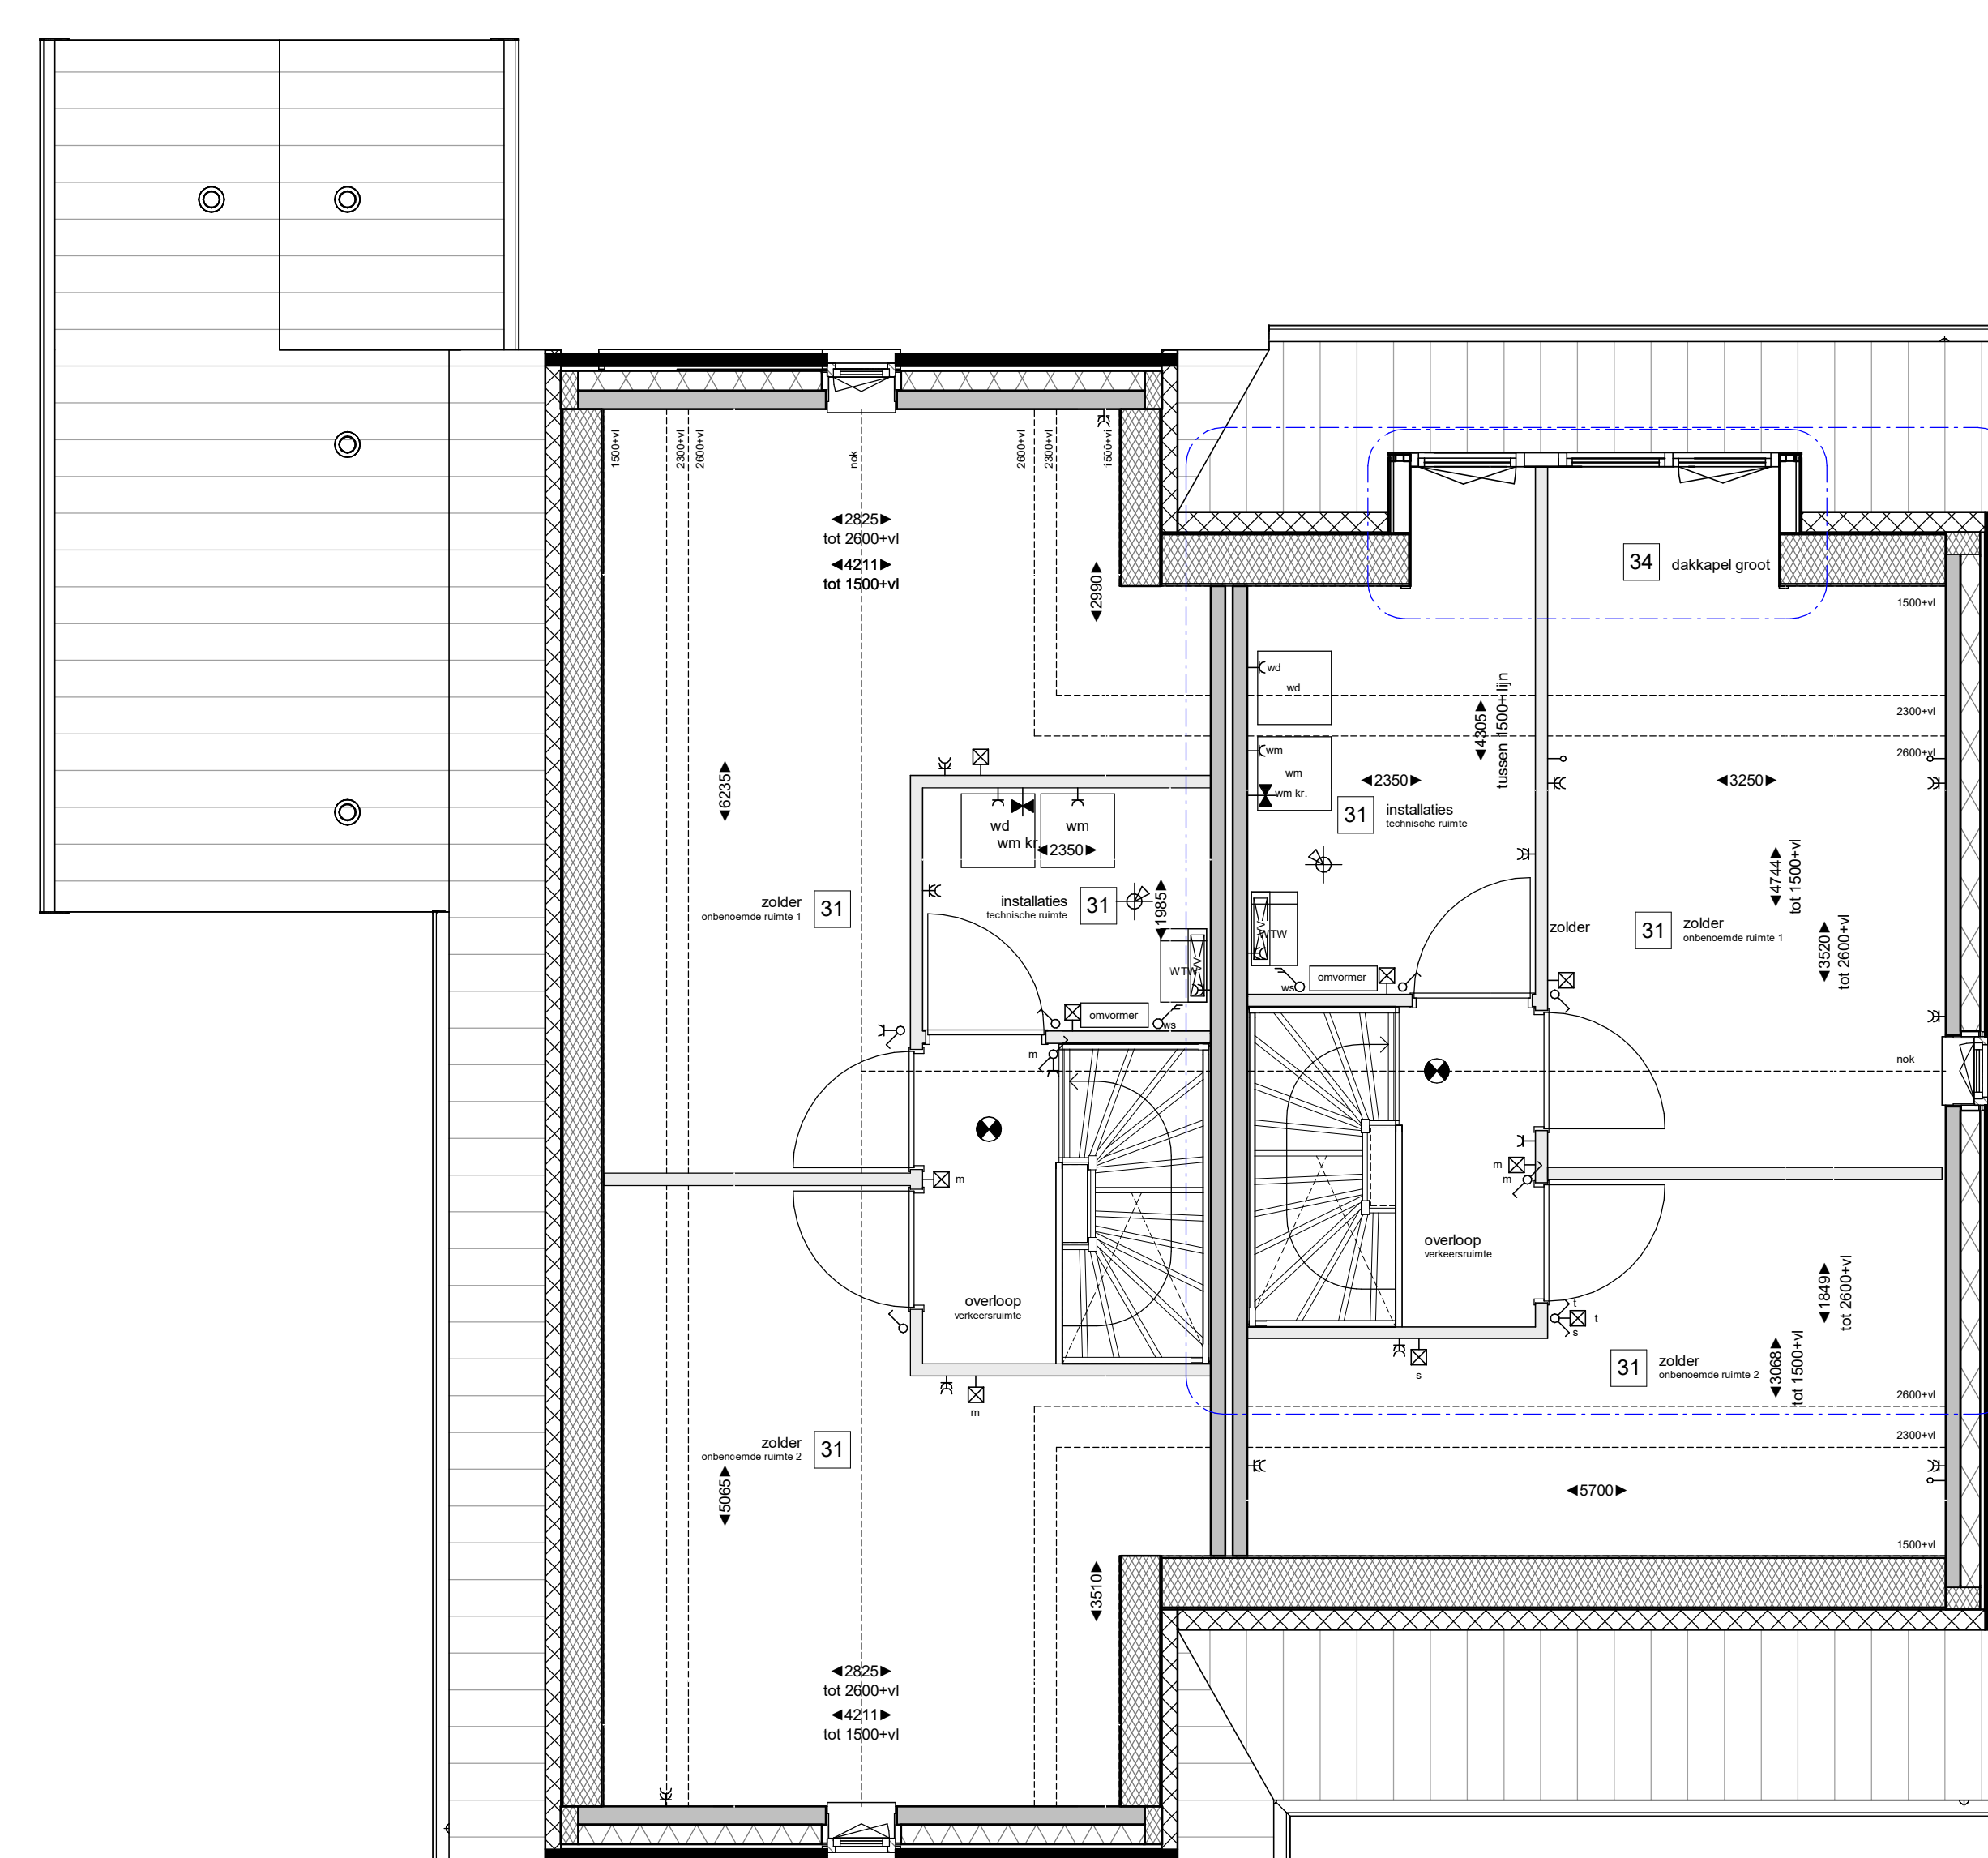 1500+vl
2300+vl
2600+vl
nok
2600+vl
2300+vl
1500+vl
2825
tot 2600+vl
4211
tot 1500+vl
2990
6235
wd
wm
wm kr.
2350
zolder
onbenoemde ruimte 1
31
installaties
technische ruimte
31
1985
WTW
omvormer
ws
m
m
overloop
verkeersruimte
m
zolder
onbenoemde ruimte 2
31
5065
3510
2825
tot 2600+vl
4211
tot 1500+vl
34
dakkapel groot
1500+vl
wd
wd
2300+vl
4305
tussen 1500+ lijn
wm
wm
wm kr.
2600+vl
2350
3250
31
installaties
technische ruimte
4744
tot 1500+vl
WTW
zolder
31
zolder
onbenoemde ruimte 1
3520
tot 2600+vl
omvormer
ws
nok
m
m
overloop
verkeersruimte
1849
tot 2600+vl
t
t
s
s
31
zolder
onbenoemde ruimte 2
3068
tot 1500+vl
2600+vl
2300+vl
5700
1500+vl